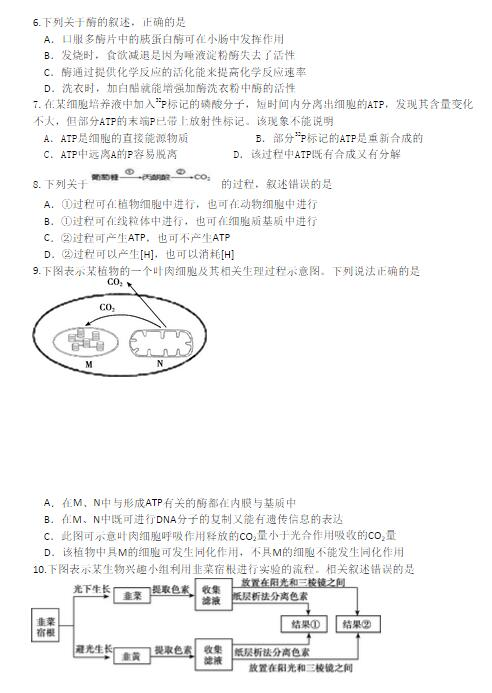 6.下列关于酶的叙述，正确的是
A．口服多酶片中的胰蛋白酶可在小肠中发挥作用
B．发烧时，食欲减退是因为唾液淀粉酶失去了活性
C．酶通过提供化学反应的活化能来提高化学反应速率
D．洗衣时，加白醋就能增强加酶洗衣粉中酶的活性
7.在某细胞培养液中加入³²P标记的磷酸分子，短时间内分离出细胞的ATP，发现其含量变化
不大，但部分ATP的末端P已带上放射性标记。该现象不能说明
A．ATP是细胞的直接能源物质 B．部分³²P标记的ATP是重新合成的
C．ATP中远离A的P容易脱离 D．该过程中ATP既有合成又有分解
8．下列关于 葡萄糖 ① 丙酮酸 ② CO₂ 的过程，叙述错误的是
A．①过程可在植物细胞中进行，也可在动物细胞中进行
B．①过程可在线粒体中进行，也可在细胞质基质中进行
C．②过程可产生ATP，也可不产生ATP
D．②过程可以产生[H]，也可以消耗[H]
9.下图表示某植物的一个叶肉细胞及其相关生理过程示意图。下列说法正确的是
CO₂
CO₂
M N
A．在M、N中与形成ATP有关的酶都在内膜与基质中
B．在M、N中既可进行DNA分子的复制又能有遗传信息的表达
C．此图可示意叶肉细胞呼吸作用释放的CO₂量小于光合作用吸收的CO₂量
D．该植物中具M的细胞可发生同化作用，不具M的细胞不能发生同化作用
10.下图表示某生物兴趣小组利用韭菜进行实验的流程。相关叙述错误的是
韭菜宿根
光下生长 韭菜 提取色素 收集滤液 放置在阳光和三棱镜之间
纸层析法分离色素
结果① 结果②
避光生长 韭黄 提取色素 收集滤液 纸层析法分离色素
放置在阳光和三棱镜之间